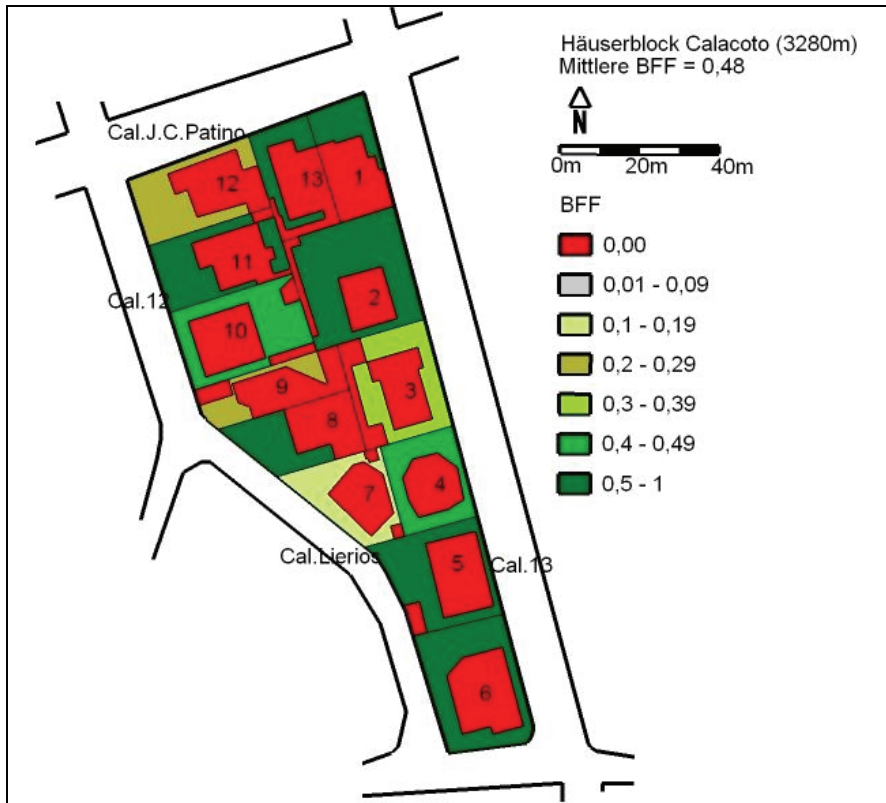 Häuserblock Calacoto (3280m)
Mittlere BFF = 0,48
N
0m 20m 40m
BFF
0,00
0,01 - 0,09
0,1 - 0,19
0,2 - 0,29
0,3 - 0,39
0,4 - 0,49
0,5 - 1
Cal.J.C.Patino
12
13
1
11
Cal.12
2
10
9
3
8
7
4
Cal.Lierios
5
Cal.13
6